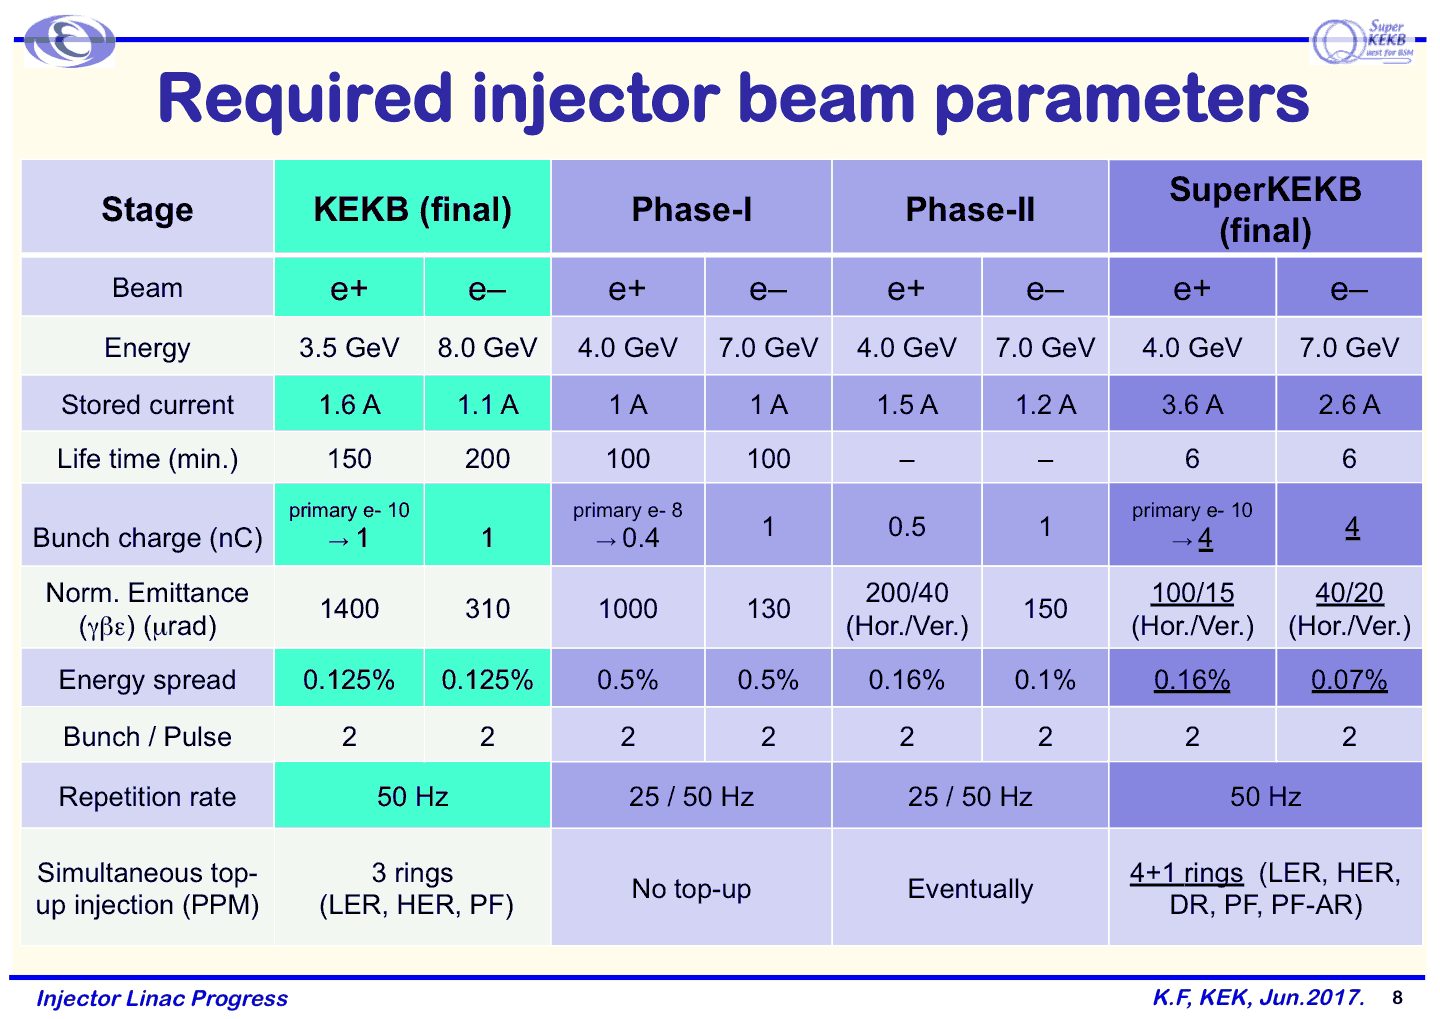 Super
KEKB
uest for BSM
Required injector beam parameters
Stage KEKB (final) Phase-I Phase-II SuperKEKB (final)
Beam e+ e– e+ e– e+ e– e+ e–
Energy 3.5 GeV 8.0 GeV 4.0 GeV 7.0 GeV 4.0 GeV 7.0 GeV 4.0 GeV 7.0 GeV
Stored current 1.6 A 1.1 A 1 A 1 A 1.5 A 1.2 A 3.6 A 2.6 A
Life time (min.) 150 200 100 100 – – 6 6
Bunch charge (nC) primary e- 10 →1 1 primary e- 8 →0.4 1 0.5 1 primary e- 10 →4 4
Norm. Emittance (γβε) (μrad) 1400 310 1000 130 200/40 (Hor./Ver.) 150 100/15 (Hor./Ver.) 40/20 (Hor./Ver.)
Energy spread 0.125% 0.125% 0.5% 0.5% 0.16% 0.1% 0.16% 0.07%
Bunch / Pulse 2 2 2 2 2 2 2 2
Repetition rate 50 Hz 25 / 50 Hz 25 / 50 Hz 50 Hz
Simultaneous top-up injection (PPM) 3 rings (LER, HER, PF) No top-up Eventually 4+1 rings (LER, HER, DR, PF, PF-AR)
Injector Linac Progress K.F, KEK, Jun.2017. 8